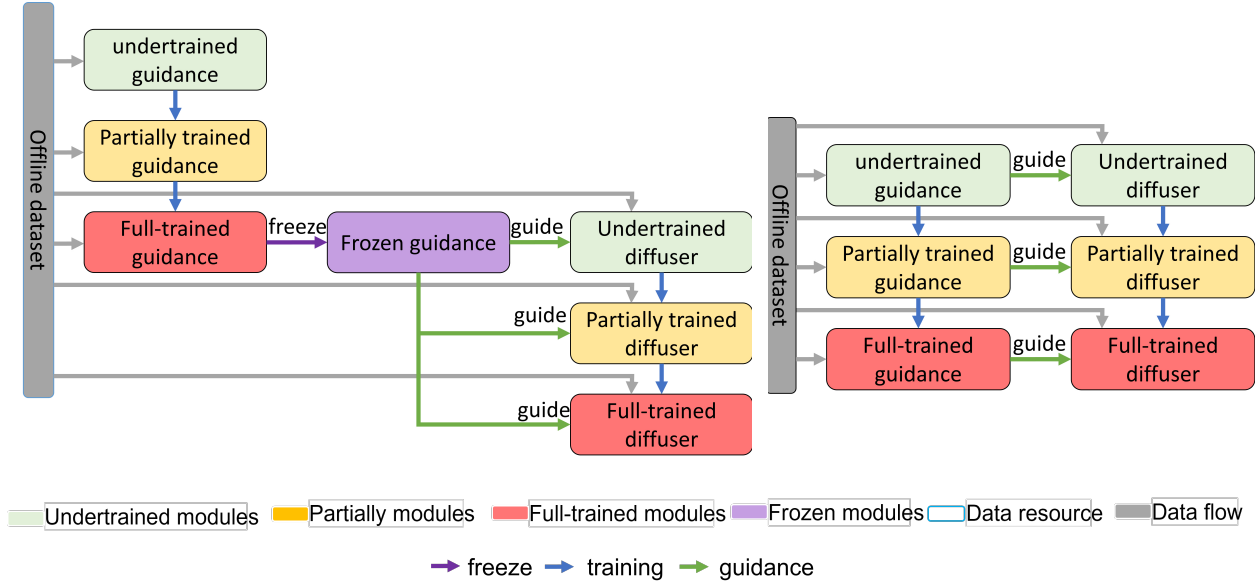 Offline dataset
undertrained
guidance
Partially trained
guidance
Full-trained
guidance
freeze
Frozen guidance
guide
Undertrained
diffuser
guide
Partially trained
diffuser
guide
Full-trained
diffuser
Offline dataset
undertrained
guidance
guide
Undertrained
diffuser
Partially trained
guidance
guide
Partially trained
diffuser
Full-trained
guidance
guide
Full-trained
diffuser
Undertrained modules
Partially modules
Full-trained modules
Frozen modules
Data resource
Data flow
freeze
training
guidance